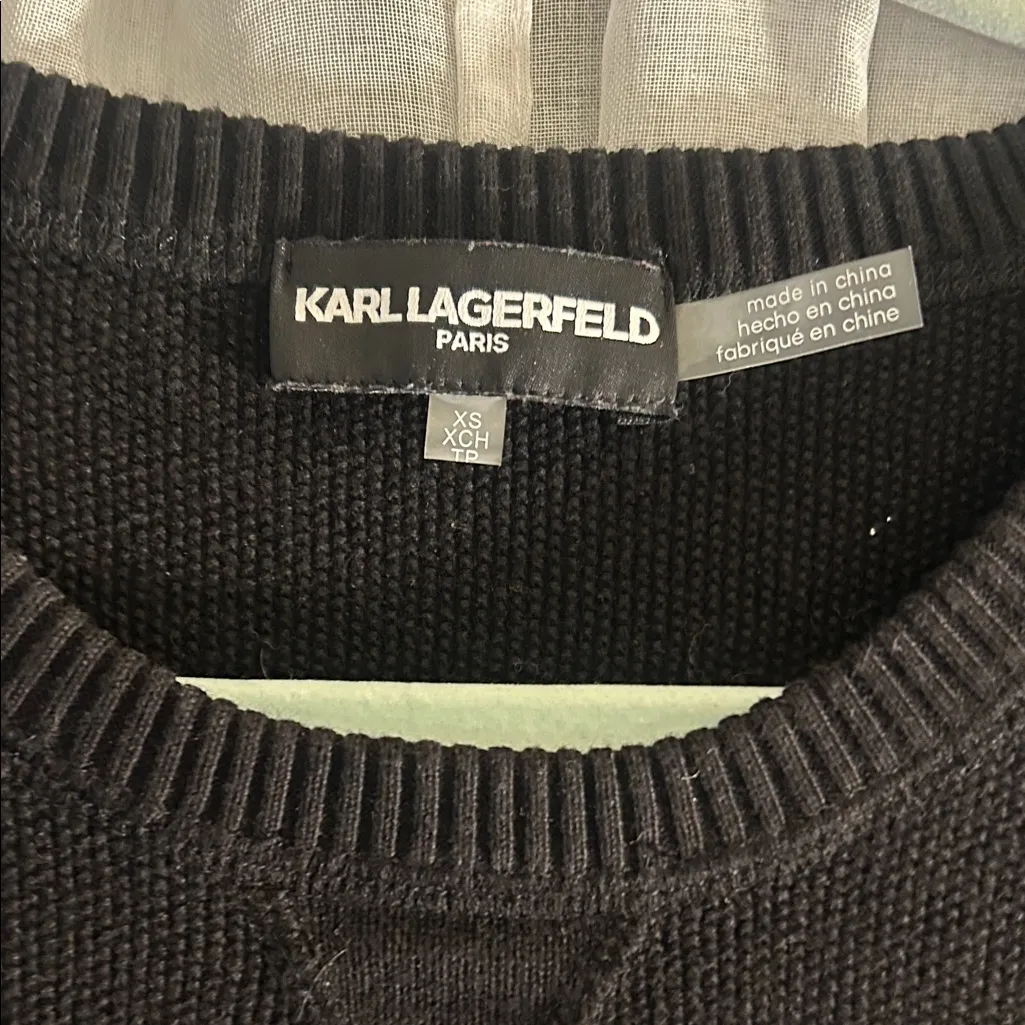 KARL LAGERFELD
PARIS
made in china
hecho en china
fabriqué en chine
XS
XCH
TP